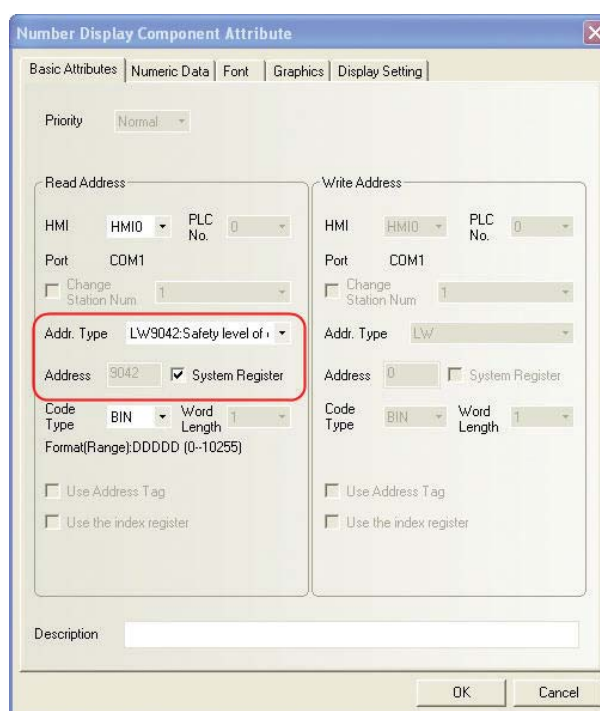 Number Display Component Attribute
Basic Attributes Numeric Data Font Graphics Display Setting
Priority Normal
Read Address
HMI HMI0 PLC No. 0
Port COM1
Change Station Num 1
Addr. Type LW9042:Safety level of
Address 9042 System Register
Code Type BIN Word Length 1
Format(Range):DDDDD (0--10255)
Use Address Tag
Use the index register
Write Address
HMI HMI0 PLC No. 0
Port COM1
Change Station Num 1
Addr. Type LW
Address 0 System Register
Code Type BIN Word Length 1
Use Address Tag
Use the index register
Description
OK Cancel